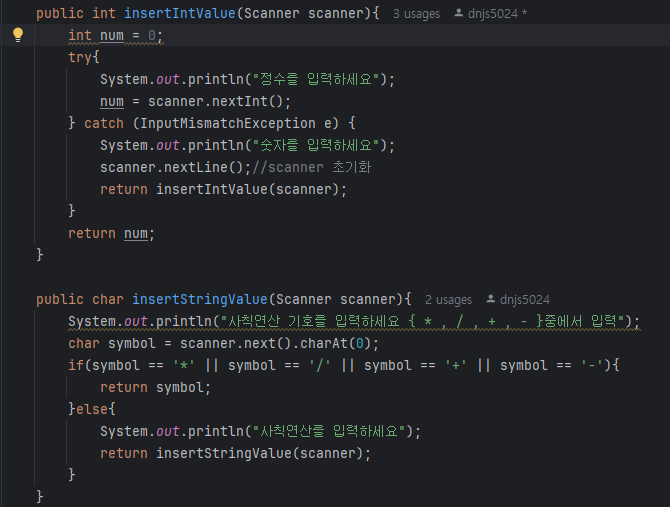 public int insertIntValue(Scanner scanner){ 3 usages dnjs5024 *
int num = 0;
try{
System.out.println("정수를 입력하세요");
num = scanner.nextInt();
} catch (InputMismatchException e) {
System.out.println("숫자를 입력하세요");
scanner.nextLine();//scanner 초기화
return insertIntValue(scanner);
}
return num;
}
public char insertStringValue(Scanner scanner){ 2 usages dnjs5024
System.out.println("사칙연산 기호를 입력하세요 { * , / , + , - }중에서 입력");
char symbol = scanner.next().charAt(0);
if(symbol == '*' || symbol == '/' || symbol == '+' || symbol == '-'){
return symbol;
}else{
System.out.println("사칙연산를 입력하세요");
return insertStringValue(scanner);
}
}